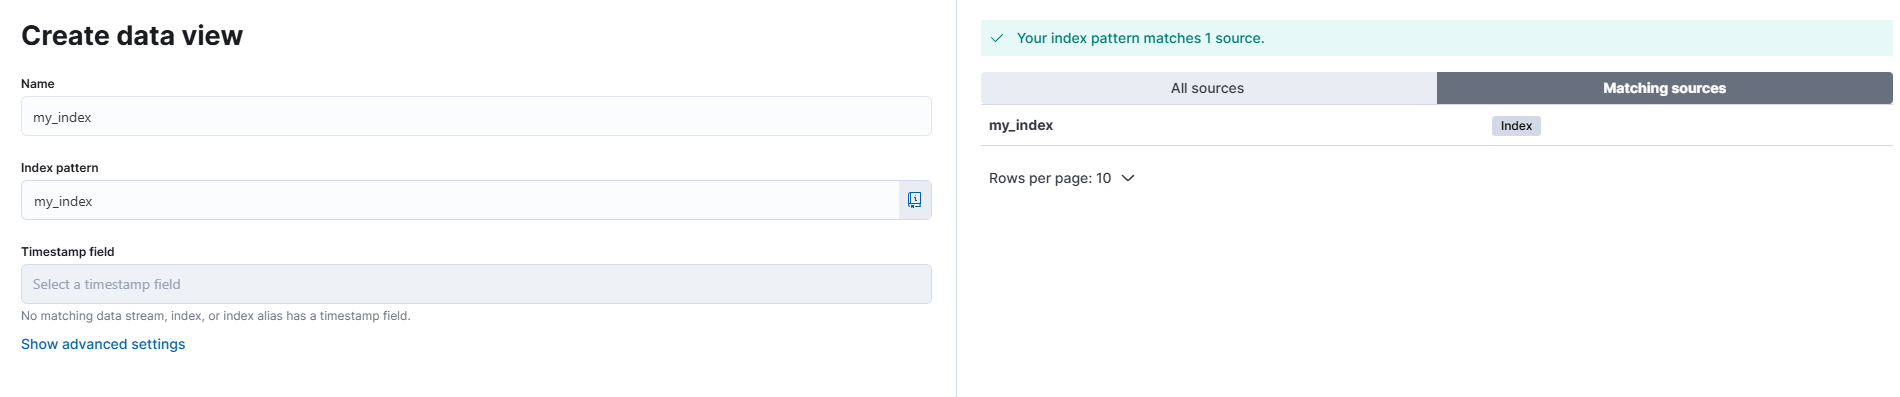 Create data view
Name
my_index
Index pattern
my_index
Timestamp field
Select a timestamp field
No matching data stream, index, or index alias has a timestamp field.
Show advanced settings
Your index pattern matches 1 source.
All sources
Matching sources
my_index
Index
Rows per page: 10